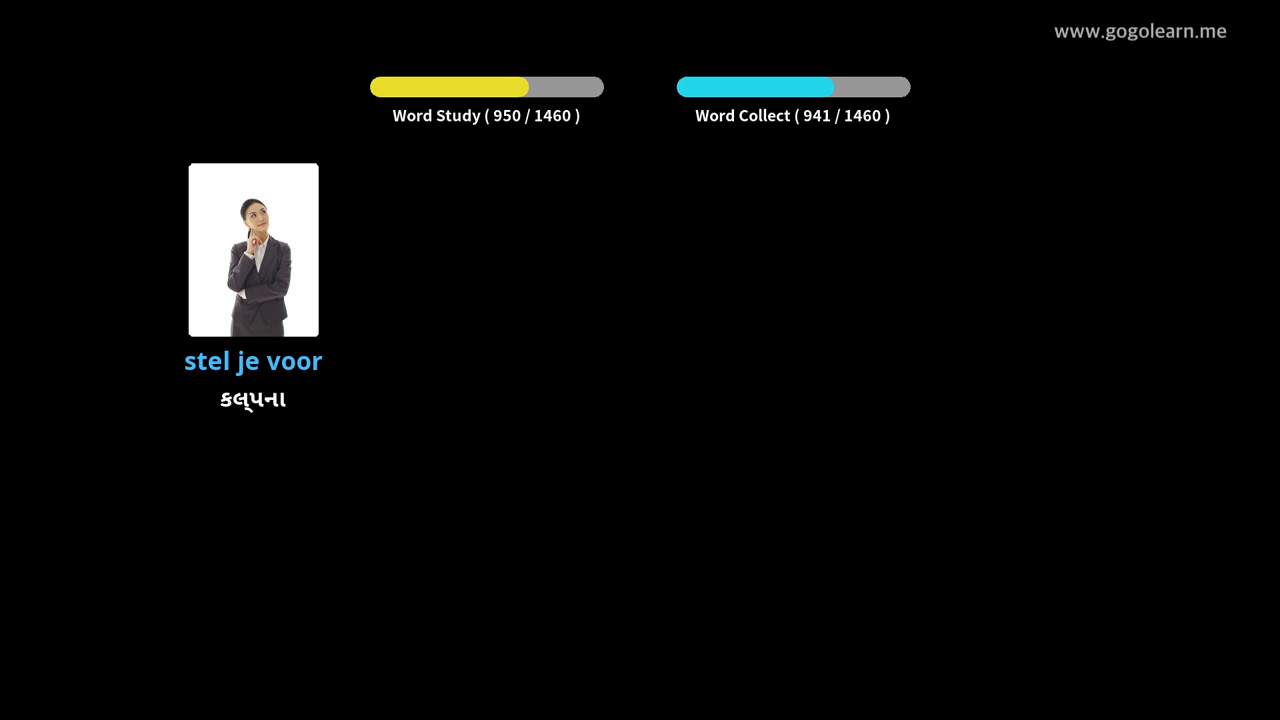 www.gogolearn.me
Word Study ( 950 / 1460 )
Word Collect ( 941 / 1460 )
stel je voor
કલ્પના